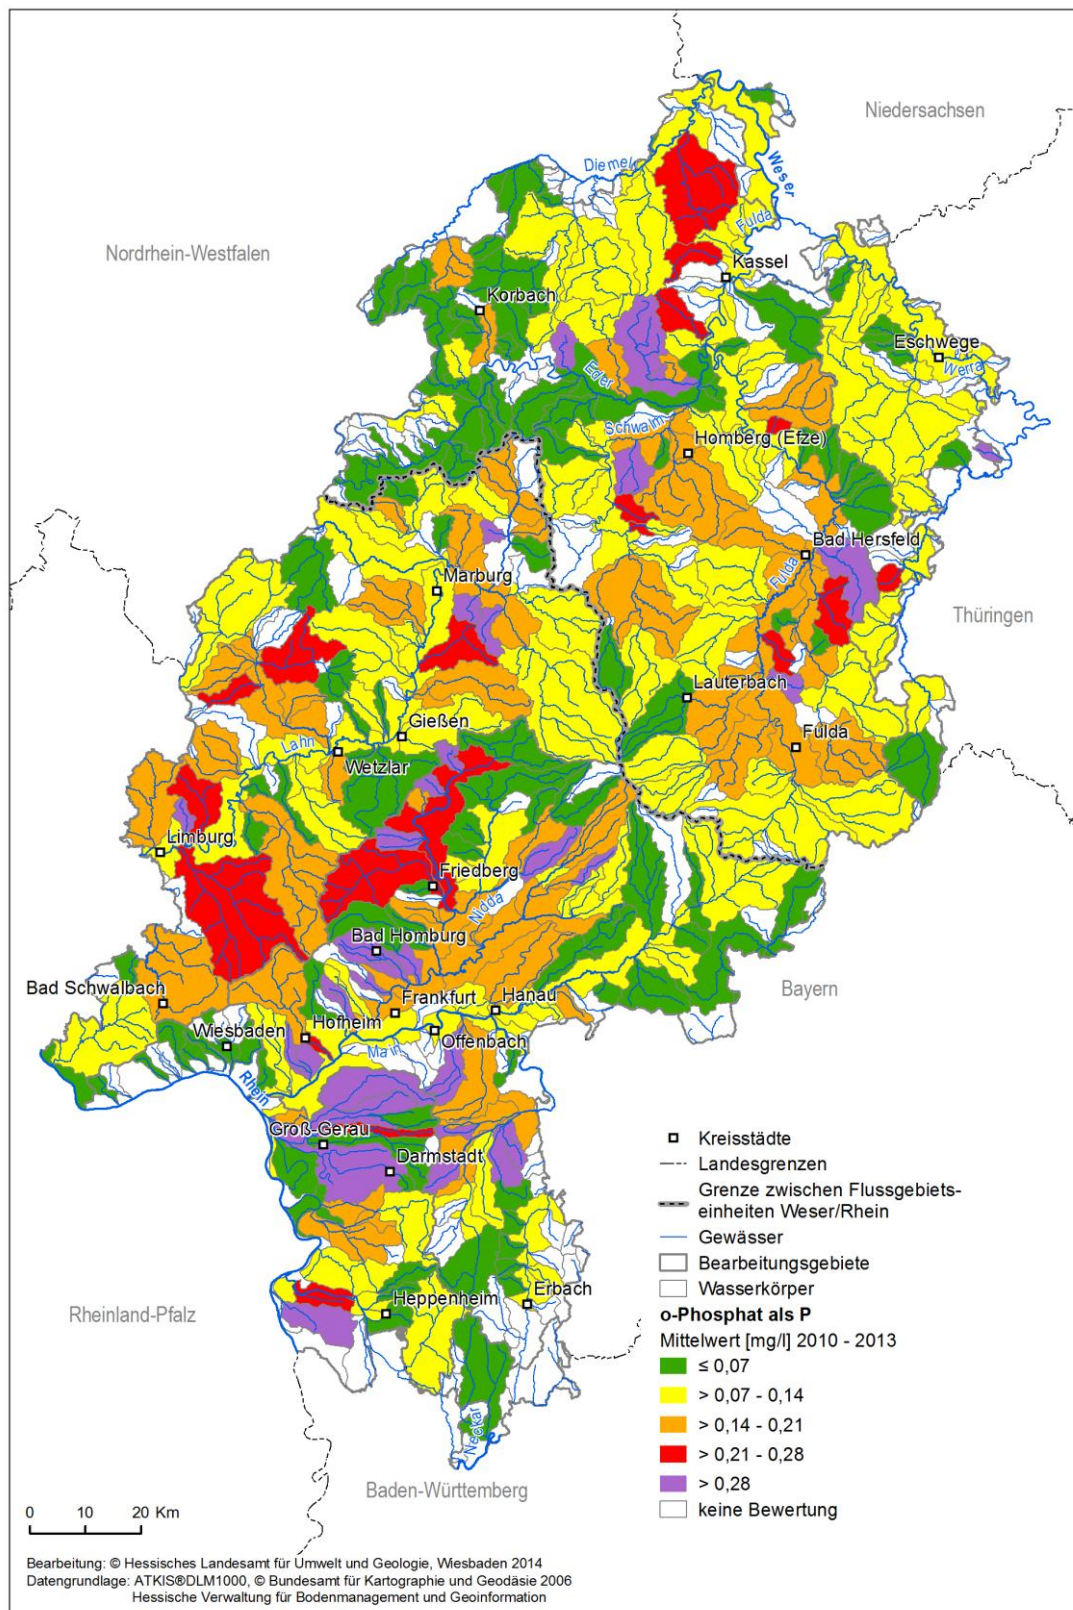 Niedersachsen
Diemel
Weser
Fulda
Nordrhein-Westfalen
Kassel
Korbach
Eschwege
Werra
Eder
Schwalm
Homberg (Efze)
Bad Hersfeld
Fulda
Marburg
Thüringen
Lauterbach
Gießen
Fulda
Lahn
Wetzlar
Limburg
Friedberg
Nidda
Bad Homburg
Bayern
Bad Schwalbach
Frankfurt
Hanau
Wiesbaden
Hofheim
Offenbach
Main
Rhein
Groß-Gerau
Darmstadt
Rheinland-Pfalz
Heppenheim
Erbach
Neckar
Baden-Württemberg
Kreisstädte
Landesgrenzen
Grenze zwischen Flussgebiets-
einheiten Weser/Rhein
Gewässer
Bearbeitungsgebiete
Wasserkörper
o-Phosphat als P
Mittelwert [mg/l] 2010 - 2013
≤ 0,07
> 0,07 - 0,14
> 0,14 - 0,21
> 0,21 - 0,28
> 0,28
keine Bewertung
0 10 20 Km
Bearbeitung: © Hessisches Landesamt für Umwelt und Geologie, Wiesbaden 2014
Datengrundlage: ATKIS®DLM1000, © Bundesamt für Kartographie und Geodäsie 2006
Hessische Verwaltung für Bodenmanagement und Geoinformation